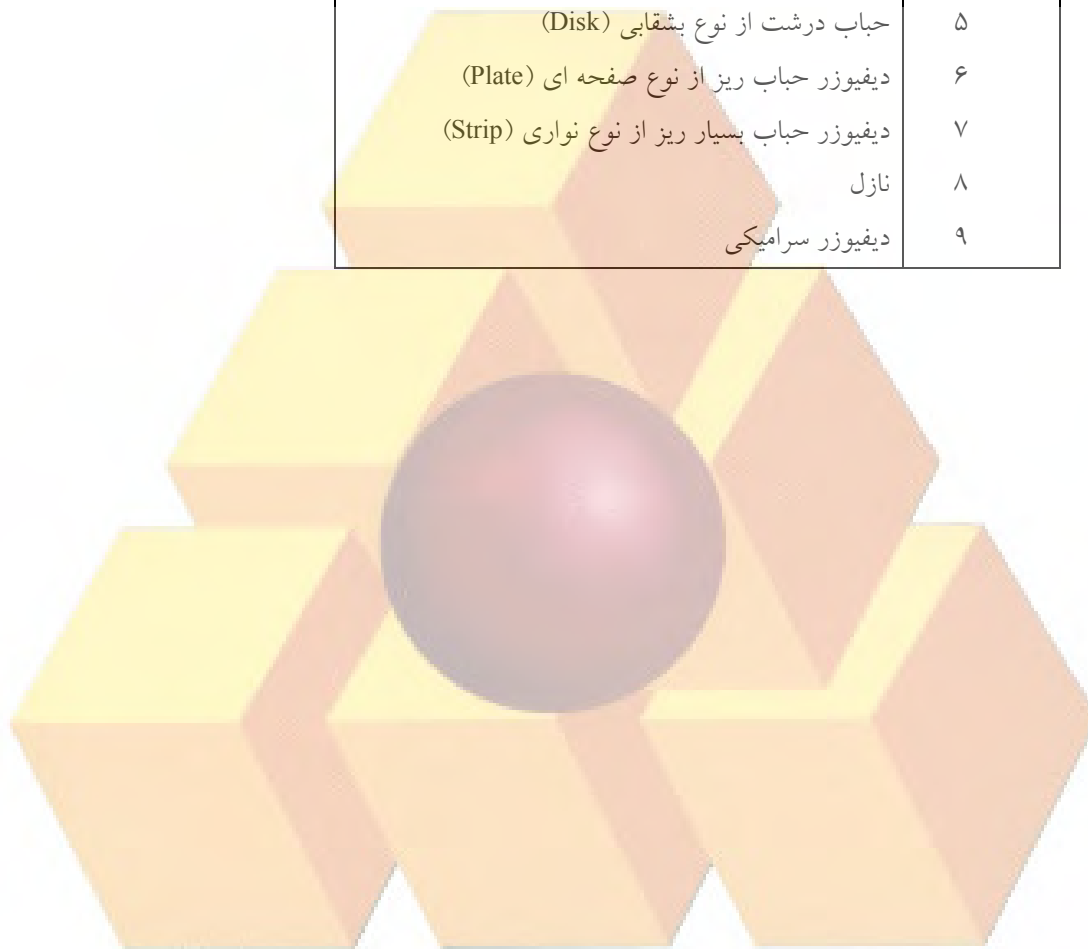 ۵ حباب درشت از نوع بشقابی (Disk)
۶ دیفیوزر حباب ریز از نوع صفحه ای (Plate)
۷ دیفیوزر حباب بسیار ریز از نوع نواری (Strip)
۸ نازل
۹ دیفیوزر سرامیکی